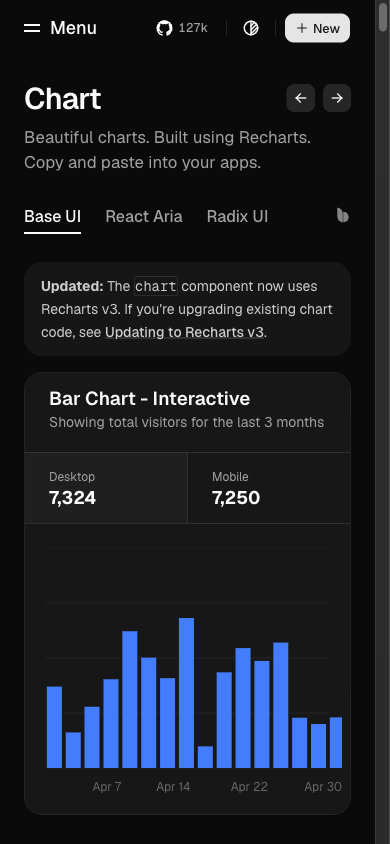 Menu
127k
+ New
Chart
Beautiful charts. Built using Recharts.
Copy and paste into your apps.
Base UI
React Aria
Radix UI
Updated: The chart component now uses
Recharts v3. If you're upgrading existing chart
code, see Updating to Recharts v3.
Bar Chart - Interactive
Showing total visitors for the last 3 months
Desktop
7,324
Mobile
7,250
Apr 7
Apr 14
Apr 22
Apr 30